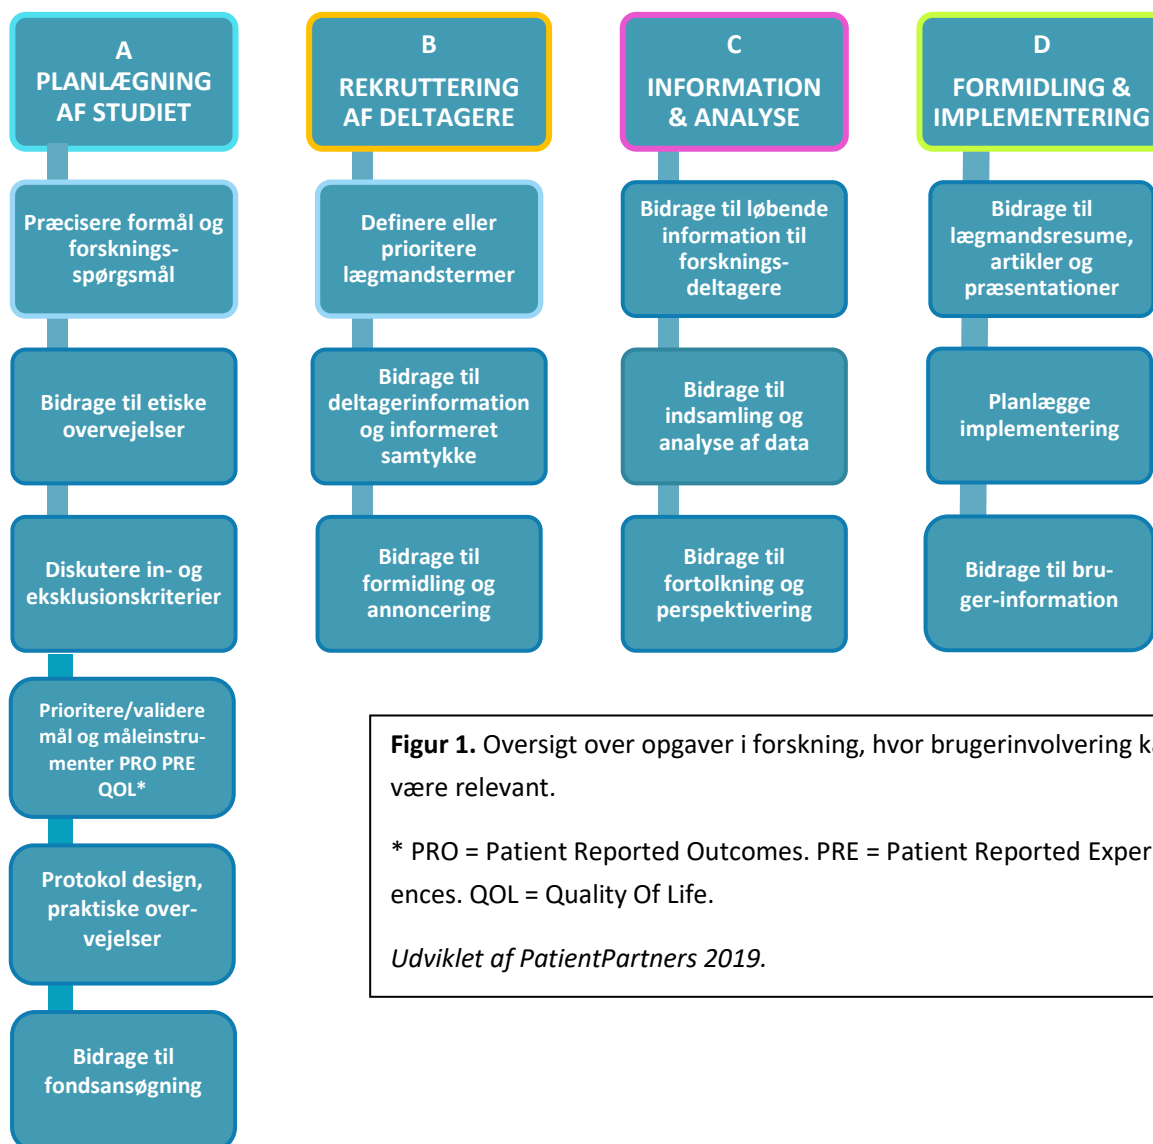 A
PLANLÆGNING
AF STUDIET
Præcisere formål og
forsknings-
spørgsmål
Bidrage til etiske
overvejelser
Diskutere in- og
eksklusionskriterier
Prioritere/validere
mål og måleinstru-
menter PRO PRE
QOL*
Protokol design,
praktiske over-
vejelser
Bidrage til
fondsansøgning
B
REKRUTTERING
AF DELTAGERE
Definere eller
prioritere
lægmandstermer
Bidrage til
deltagerinformation
og informeret
samtykke
Bidrage til
formidling og
annoncering
C
INFORMATION
& ANALYSE
Bidrage til løbende
information til
forsknings-
deltagere
Bidrage til
indsamling og
analyse af data
Bidrage til
fortolkning og
perspektivering
D
FORMIDLING &
IMPLEMENTERING
Bidrage til
lægmandsresume,
artikler og
præsentationer
Planlægge
implementering
Bidrage til bru-
ger-information
Figur 1. Oversigt over opgaver i forskning, hvor brugerinvolvering
være relevant.
* PRO = Patient Reported Outcomes. PRE = Patient Reported Exper
ences. QOL = Quality Of Life.
Udviklet af PatientPartners 2019.